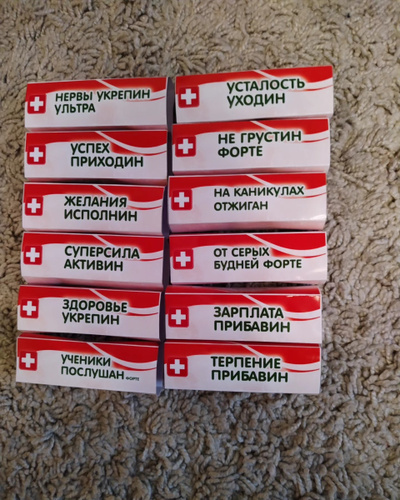 НЕРВЫ УКРЕПИН
УЛЬТРА
УСТАЛОСТЬ
УХОДИН
УСПЕХ
ПРИХОДИН
НЕ ГРУСТИН
ФОРТЕ
ЖЕЛАНИЯ
ИСПОЛНИН
НА КАНИКУЛАХ
ОТЖИГАН
СУПЕРСИЛА
АКТИВИН
ОТ СЕРЫХ
БУДНЕЙ ФОРТЕ
ЗДОРОВЬЕ
УКРЕПИН
ЗАРПЛАТА
ПРИБАВИН
УЧЕНИКИ
ПОСЛУШАН ФОРТЕ
ТЕРПЕНИЕ
ПРИБАВИН